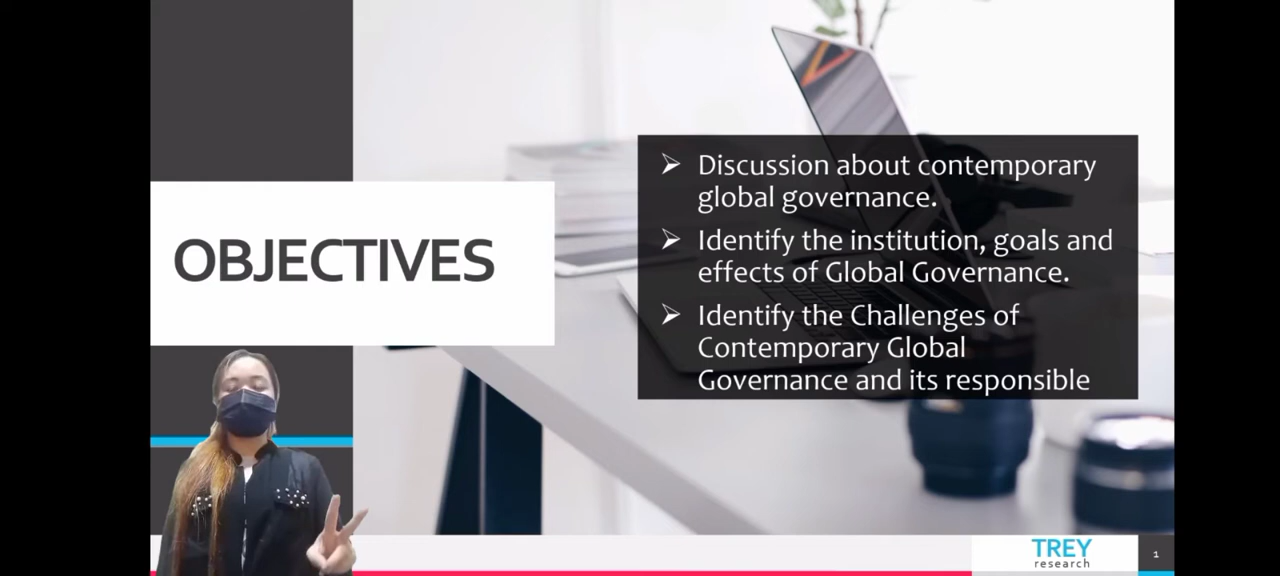 OBJECTIVES
Discussion about contemporary
global governance.
Identify the institution, goals and
effects of Global Governance.
Identify the Challenges of
Contemporary Global
Governance and its responsible
TREY
research
1